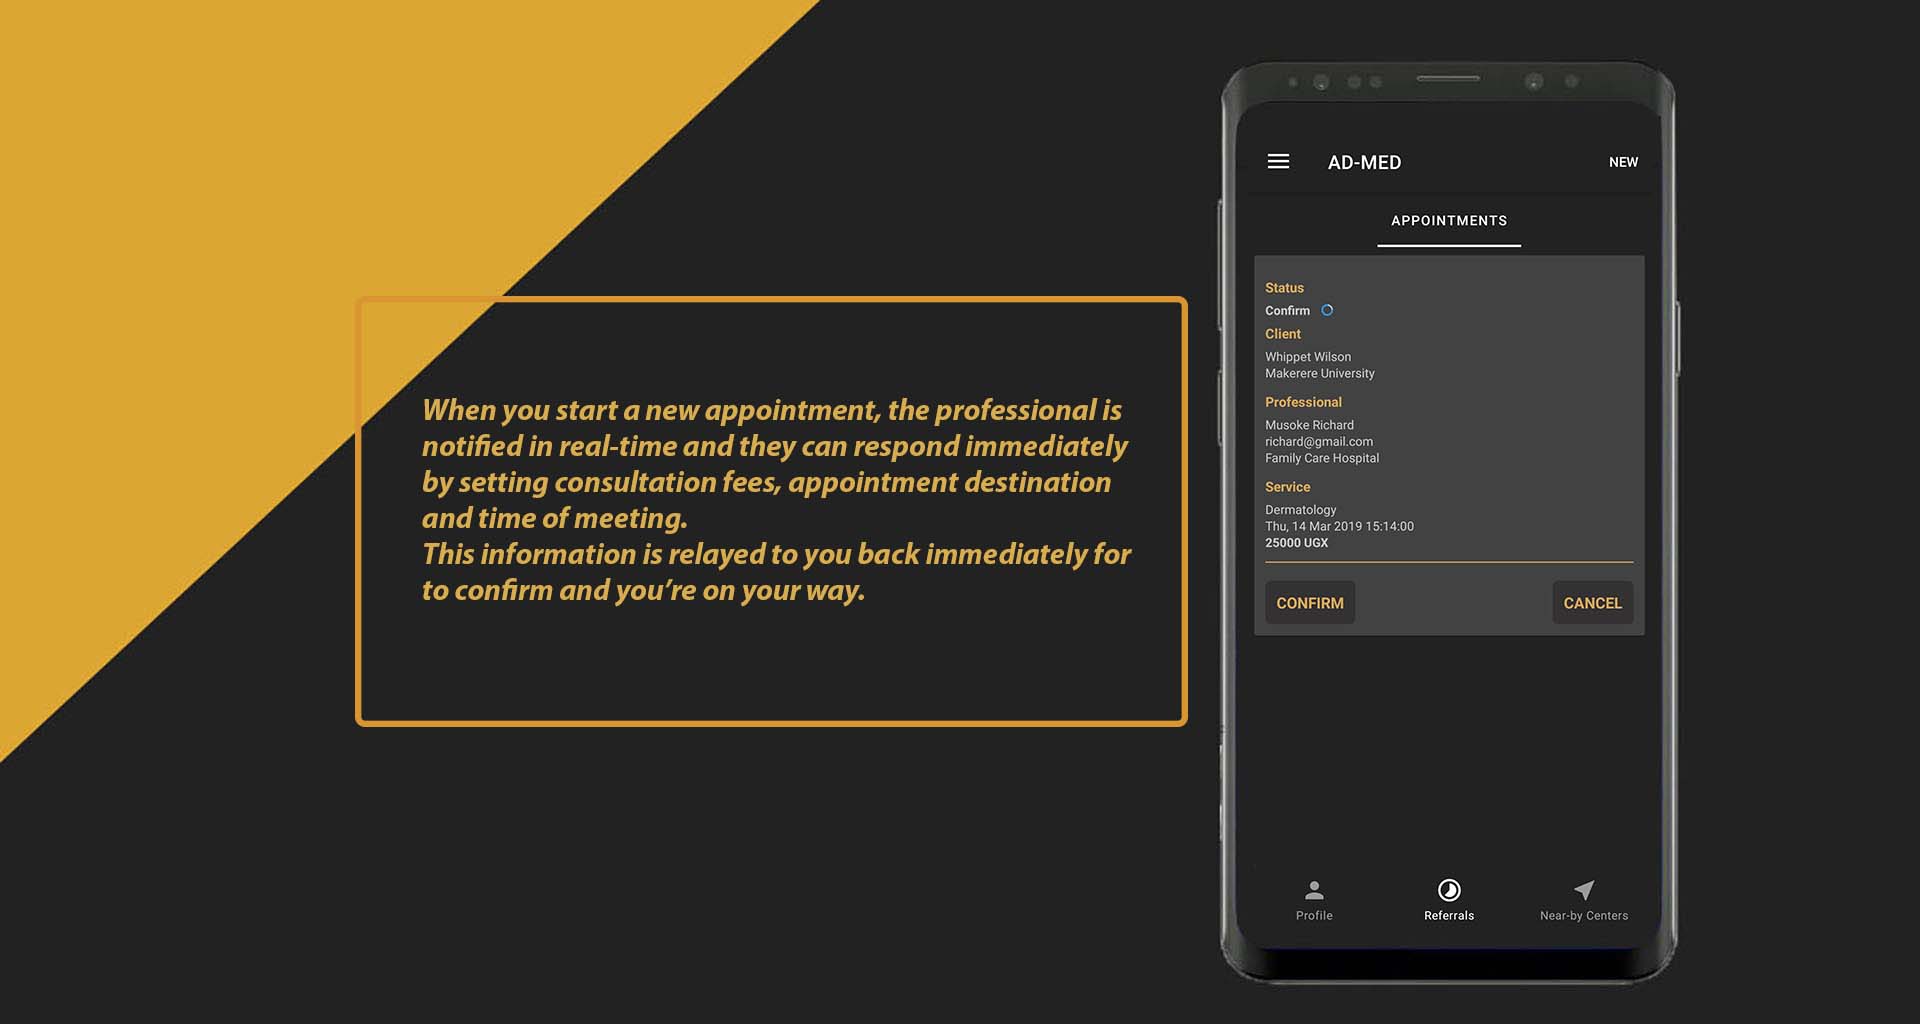 When you start a new appointment, the professional is
notified in real-time and they can respond immediately
by setting consultation fees, appointment destination
and time of meeting.
This information is relayed to you back immediately for
to confirm and you’re on your way.
AD-MED
NEW
APPOINTMENTS
Status
Confirm
Client
Whippet Wilson
Makerere University
Professional
Musoke Richard
richard@gmail.com
Family Care Hospital
Service
Dermatology
Thu, 14 Mar 2019 15:14:00
25000 UGX
CONFIRM
CANCEL
Profile
Referrals
Near-by Centers